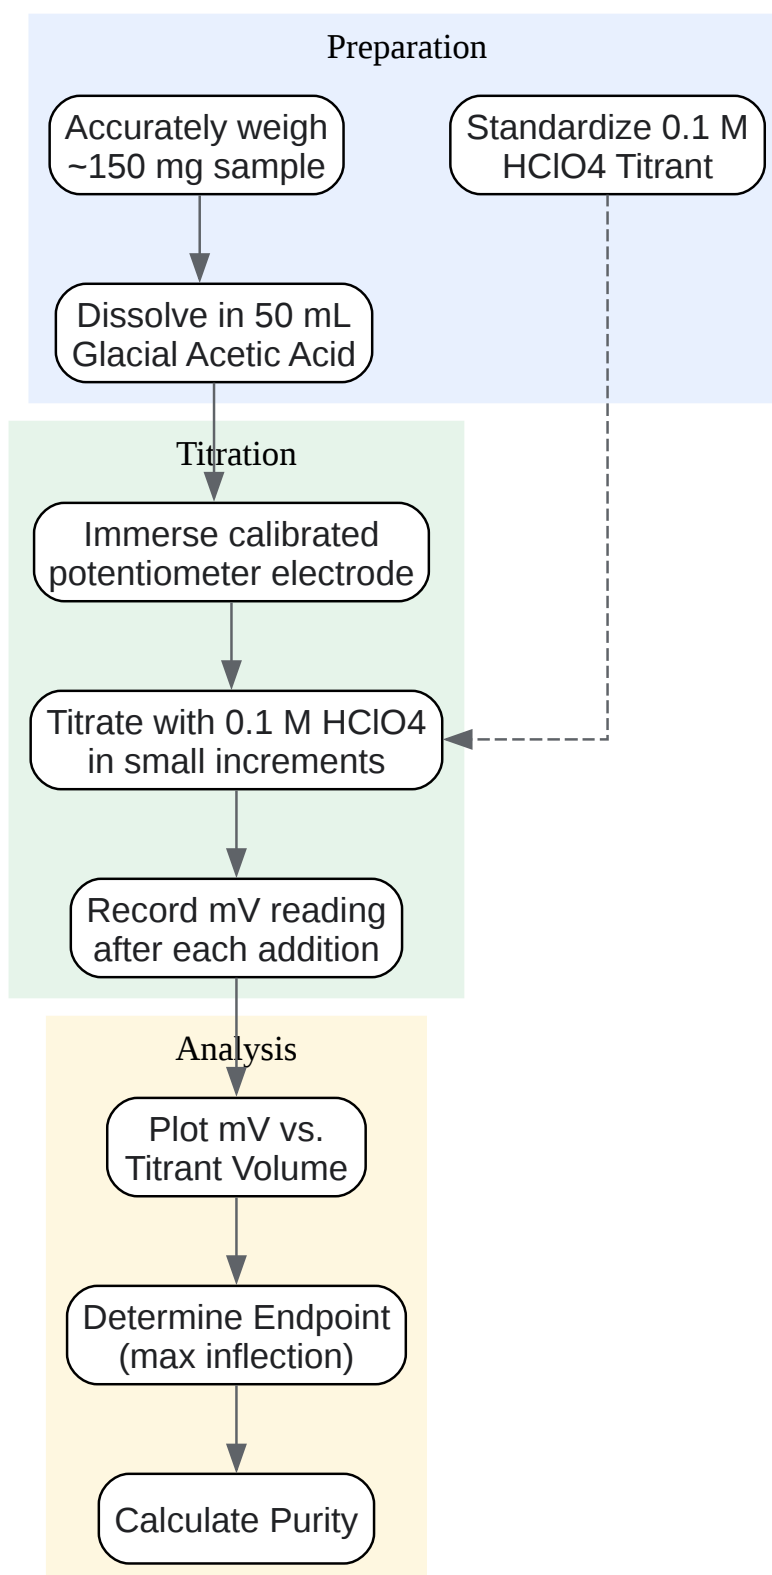 Preparation
Accurately weigh
~150 mg sample
Standardize 0.1 M
HClO4 Titrant
Dissolve in 50 mL
Glacial Acetic Acid
Titration
Immerse calibrated
potentiometer electrode
Titrate with 0.1 M HClO4
in small increments
Record mV reading
after each addition
Analysis
Plot mV vs.
Titrant Volume
Determine Endpoint
(max inflection)
Calculate Purity